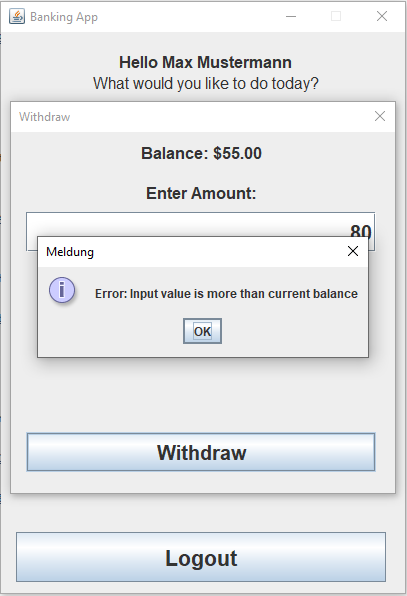 Banking App
Hello Max Mustermann
What would you like to do today?
Withdraw
Balance: $55.00
Enter Amount:
80
Meldung
Error: Input value is more than current balance
OK
Withdraw
Logout